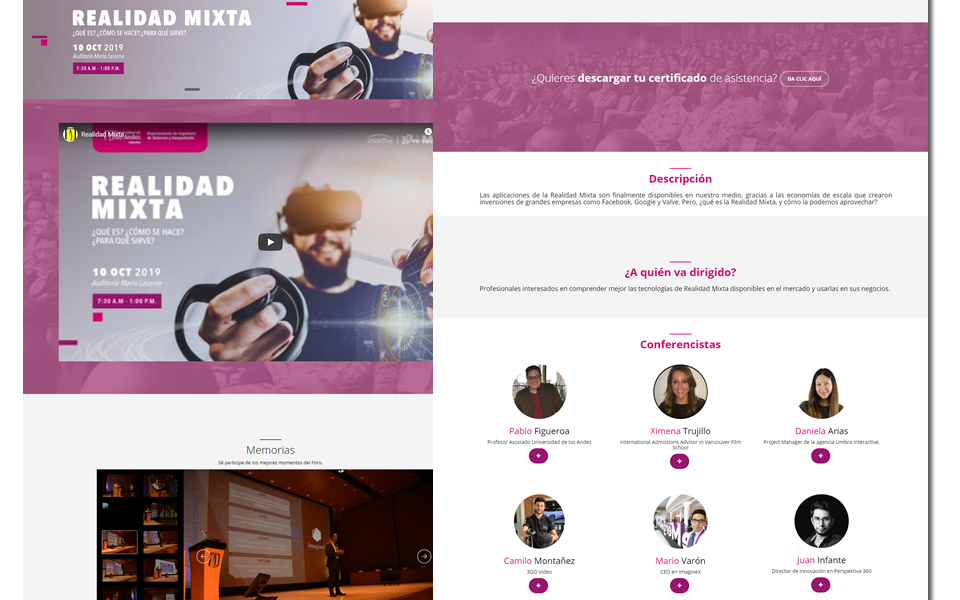 REALIDAD MIXTA
¿QUÉ ES? ¿CÓMO SE HACE? ¿PARA QUÉ SIRVE?
10 OCT 2019
Auditorio Mario Laserna
7:30 A.M - 1:00 P.M.
Realidad Mixta
Departamento de Ingeniería
de Sistemas y Computación
REALIDAD
MIXTA
¿QUÉ ES? ¿CÓMO SE HACE?
¿PARA QUÉ SIRVE?
10 OCT 2019
Auditorio Mario Laserna
7:30 A.M - 1:00 P.M.
Memorias
Sé partícipe de los mejores momentos del Foro.
¿Quieres descargar tu certificado de asistencia? DA CLIC AQUÍ
Descripción
Las aplicaciones de la Realidad Mixta son finalmente disponibles en nuestro medio, gracias a las economías de escala que crearon
inversiones de grandes empresas como Facebook, Google y Valve. Pero, ¿qué es la Realidad Mixta, y cómo la podemos aprovechar?
¿A quién va dirigido?
Profesionales interesados en comprender mejor las tecnologías de Realidad Mixta disponibles en el mercado y usarlas en sus negocios.
Conferencistas
Pablo Figueroa
Profesor Asociado Universidad de los Andes
+
Ximena Trujillo
International Admissions Advisor in Vancouver Film
School
+
Daniela Arias
Project Manager de la agencia Umbra Interactive.
+
Camilo Montañez
3GO Video
+
Mario Varón
CEO en ImagineX
+
Juan Infante
Director de innovación en Perspektiva 360
+